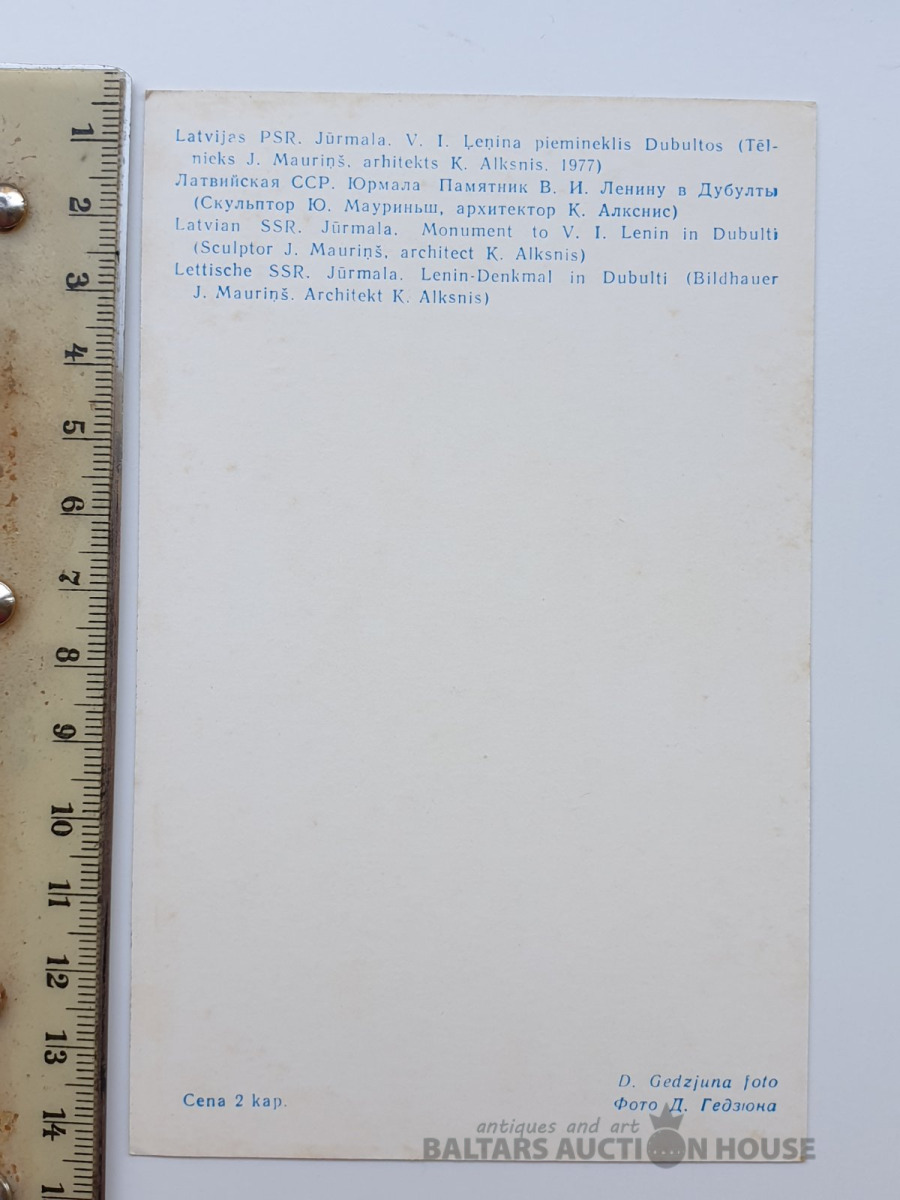 Latvijas PSR. Jūrmala. V. I. Ļeņina piemineklis Dubultos (Tēl-
nieks J. Mauriņš, arhitekts K. Alksnis, 1977)
Латвийская ССР. Юрмала Памятник В. И. Ленину в Дубулты
(Скульптор Ю. Мауриньш, архитектор К. Алкснис)
Latvian SSR. Jūrmala. Monument to V. I. Lenin in Dubulti
(Sculptor J. Mauriņš, architect K. Alksnis)
Lettische SSR. Jūrmala. Lenin-Denkmal in Dubulti (Bildhauer
J. Mauriņš. Architekt K. Alksnis)
Cena 2 kap.
D. Gedzjuna foto
Фото Д. Гедзюна
antiques and art
BALTARS AUCTION HOUSE
1
2
3
4
5
6
7
8
9
10
11
12
13
14